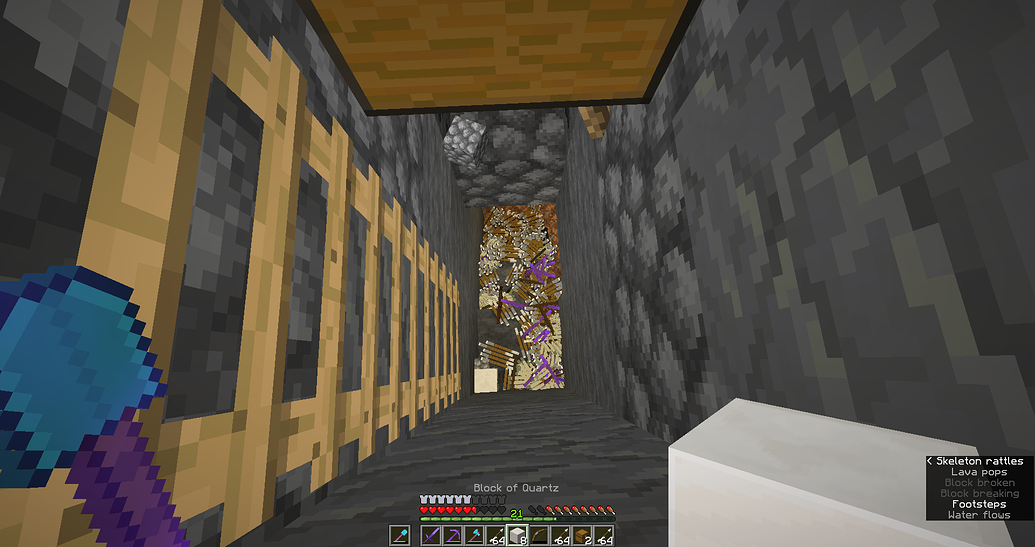 Block of Quartz
21
64
8
64
2
64
< Skeleton rattles
Lava pops
Block broken
Block breaking
Footsteps
Water flows